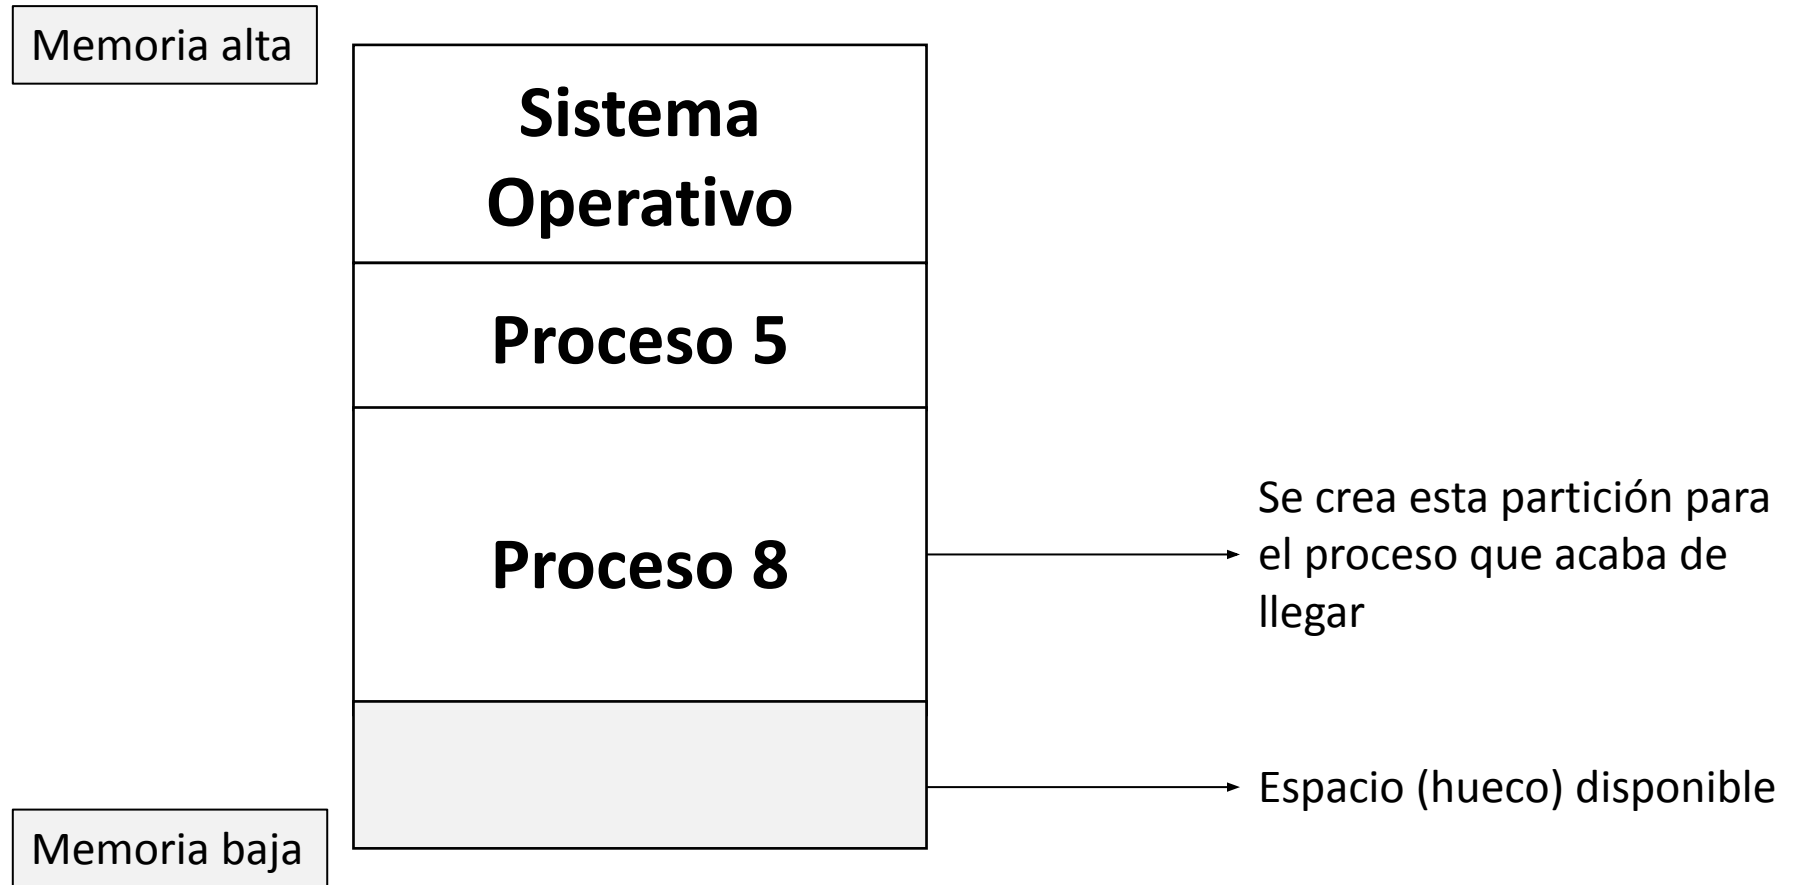 Memoria alta
Sistema
Operativo
Proceso 5
Proceso 8
Se crea esta partición para
el proceso que acaba de
llegar
Espacio (hueco) disponible
Memoria baja